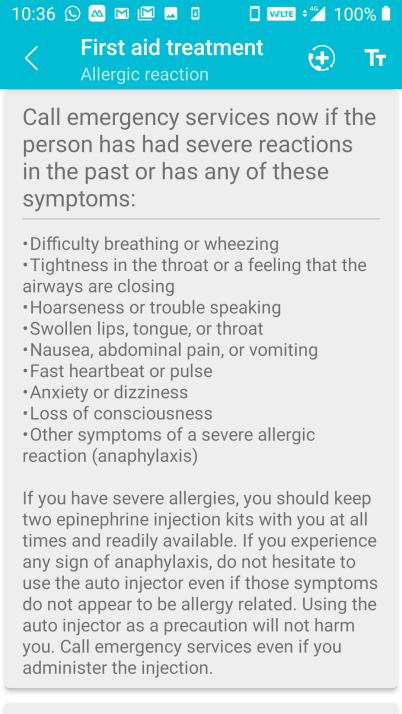 10:36 4G VoLTE 100%
First aid treatment
Allergic reaction
Call emergency services now if the
person has had severe reactions
in the past or has any of these
symptoms:
•Difficulty breathing or wheezing
•Tightness in the throat or a feeling that the
airways are closing
•Hoarseness or trouble speaking
•Swollen lips, tongue, or throat
•Nausea, abdominal pain, or vomiting
•Fast heartbeat or pulse
•Anxiety or dizziness
•Loss of consciousness
•Other symptoms of a severe allergic
reaction (anaphylaxis)
If you have severe allergies, you should keep
two epinephrine injection kits with you at all
times and readily available. If you experience
any sign of anaphylaxis, do not hesitate to
use the auto injector even if those symptoms
do not appear to be allergy related. Using the
auto injector as a precaution will not harm
you. Call emergency services even if you
administer the injection.